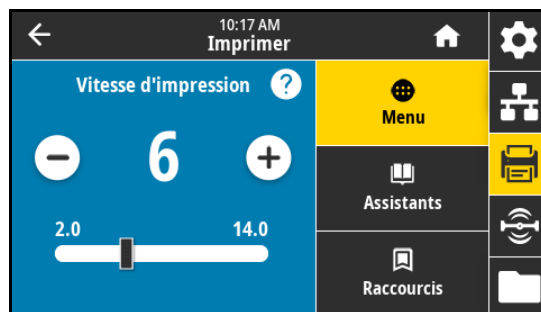 10:17 AM
Imprimer
Vitesse d'impression ?
6
2.0 14.0
Menu
Assistants
Raccourcis